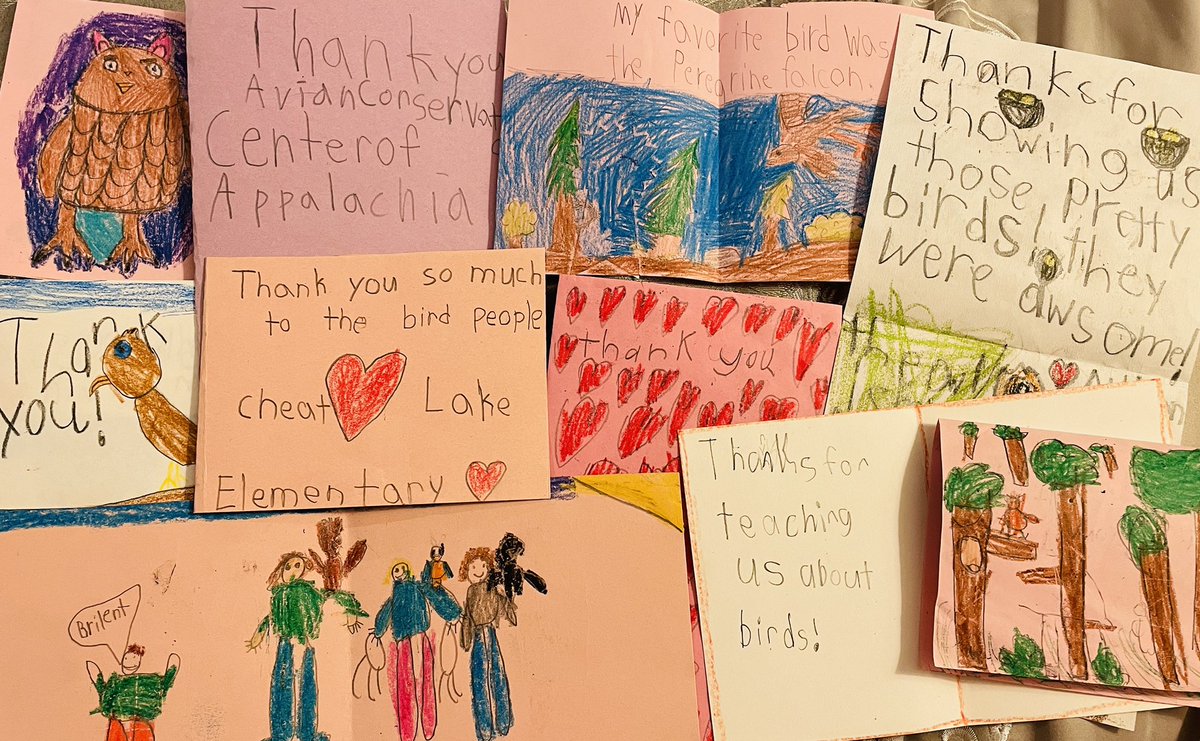 Thank you
Avian Conservat
Center of
Appalachia
My favorite bird was
the Peregrine falcon.
Thanks for
showing us
those pretty
birds! they
were awsome!
Thank
you!
Thank you so much
to the bird people
cheat Lake
Elementary
thank you
Thanks for
teaching
us about
birds!
Brilent